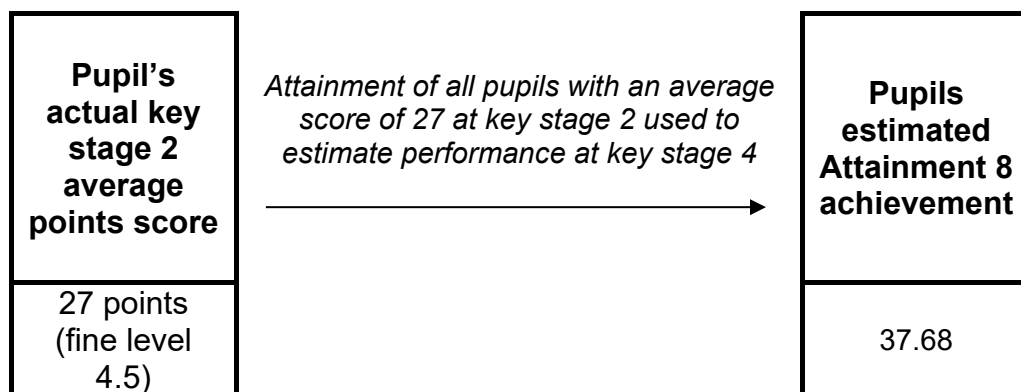 Pupil's
actual key
stage 2
average
points score
Attainment of all pupils with an average
score of 27 at key stage 2 used to
estimate performance at key stage 4
Pupils
estimated
Attainment 8
achievement
27 points
(fine level
4.5)
37.68